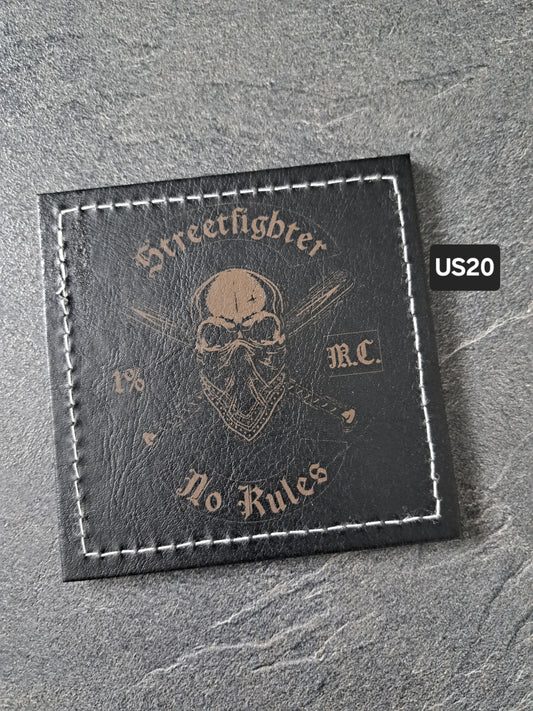 Streetfighter
US20
1%
M.C.
No Rules